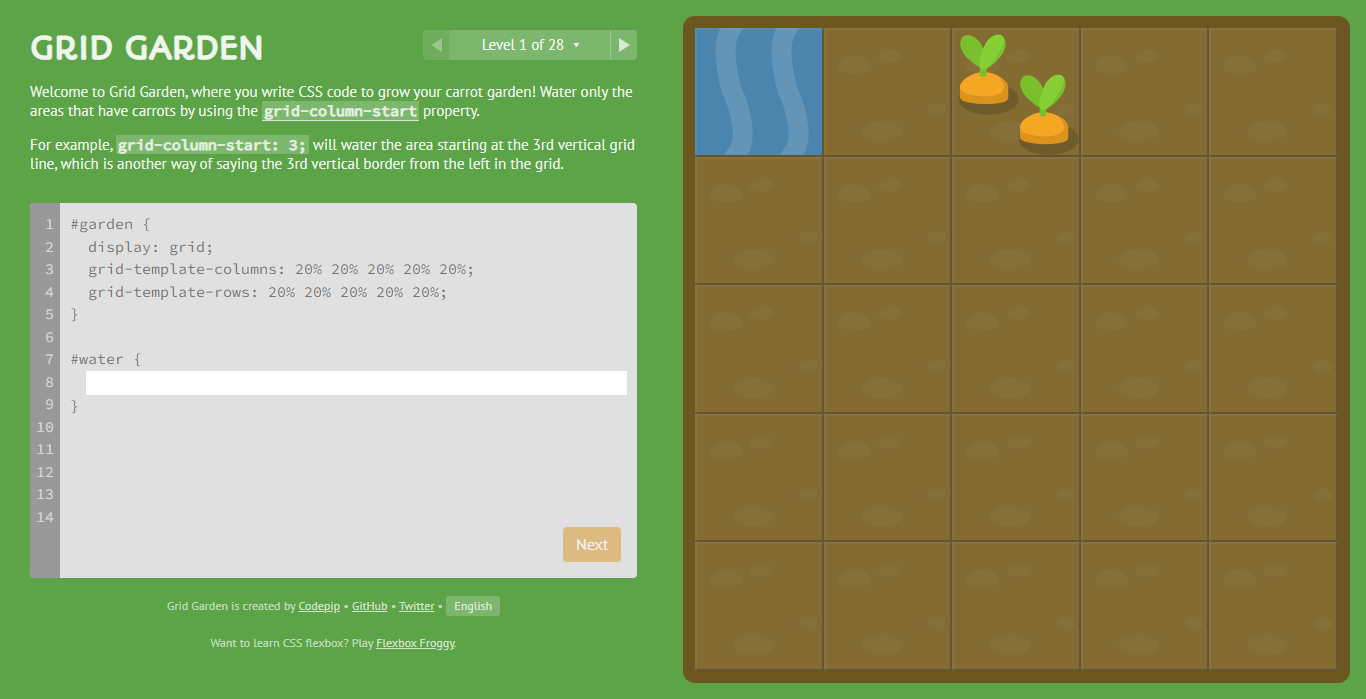 GRID GARDEN
Level 1 of 28
Welcome to Grid Garden, where you write CSS code to grow your carrot garden! Water only the
areas that have carrots by using the grid-column-start property.
For example, grid-column-start: 3; will water the area starting at the 3rd vertical grid
line, which is another way of saying the 3rd vertical border from the left in the grid.
1 #garden {
2 display: grid;
3 grid-template-columns: 20% 20% 20% 20% 20%;
4 grid-template-rows: 20% 20% 20% 20% 20%;
5 }
6
7 #water {
8
9 }
10
11
12
13
14
Next
Grid Garden is created by Codepip • GitHub • Twitter • English
Want to learn CSS flexbox? Play Flexbox Froggy.